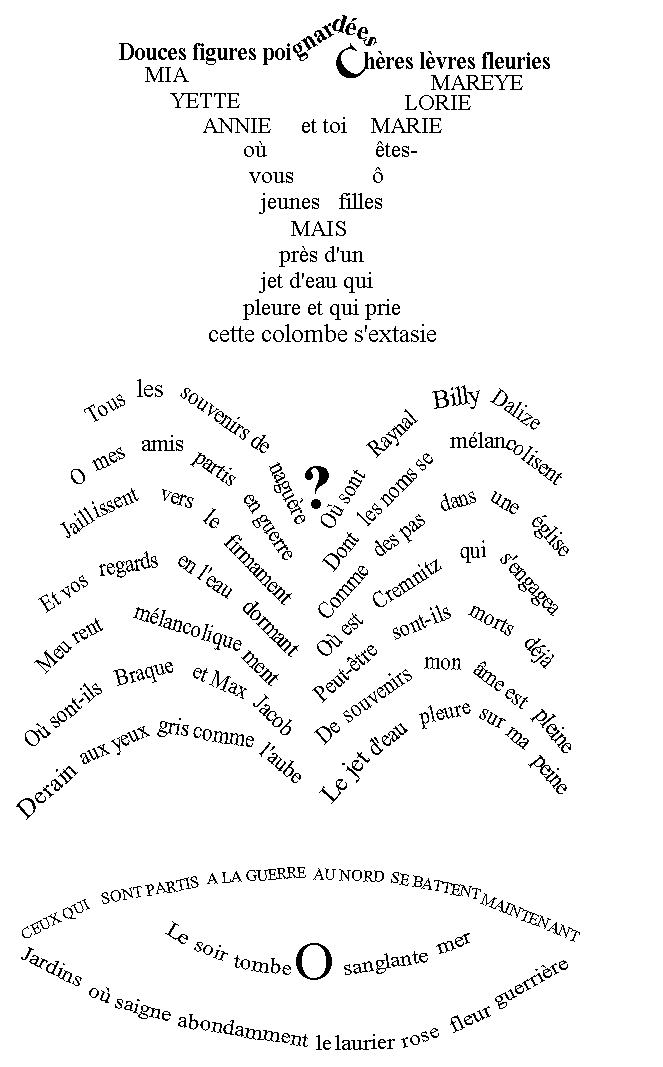 Douces figures poignardées
Chères lèvres fleuries
MIA MAREYE
YETTE LORIE
ANNIE et toi MARIE
où êtes-
vous ô
jeunes filles
MAIS
près d'un
jet d'eau qui
pleure et qui prie
cette colombe s'extasie
Tous les souvenirs de naguère
O mes amis partis en guerre
Jaillissent vers le firmament
Et vos regards en l'eau dormant
Meu rent mélancolique ment
Où sont-ils Braque et Max Jacob
Derain aux yeux gris comme l'aube
?
Où sont Raynal Billy Dalize
Dont les noms se mélancolisent
Comme des pas dans une église
Où est Cremnitz qui s'engagea
Peut-être sont-ils morts déjà
De souvenirs mon âme est pleine
Le jet d'eau pleure sur ma peine
CEUX QUI SONT PARTIS A LA GUERRE AU NORD SE BATTENT MAINTENANT
Le soir tombe O sanglante mer
Jardins où saigne abondamment le laurier rose fleur guerrière